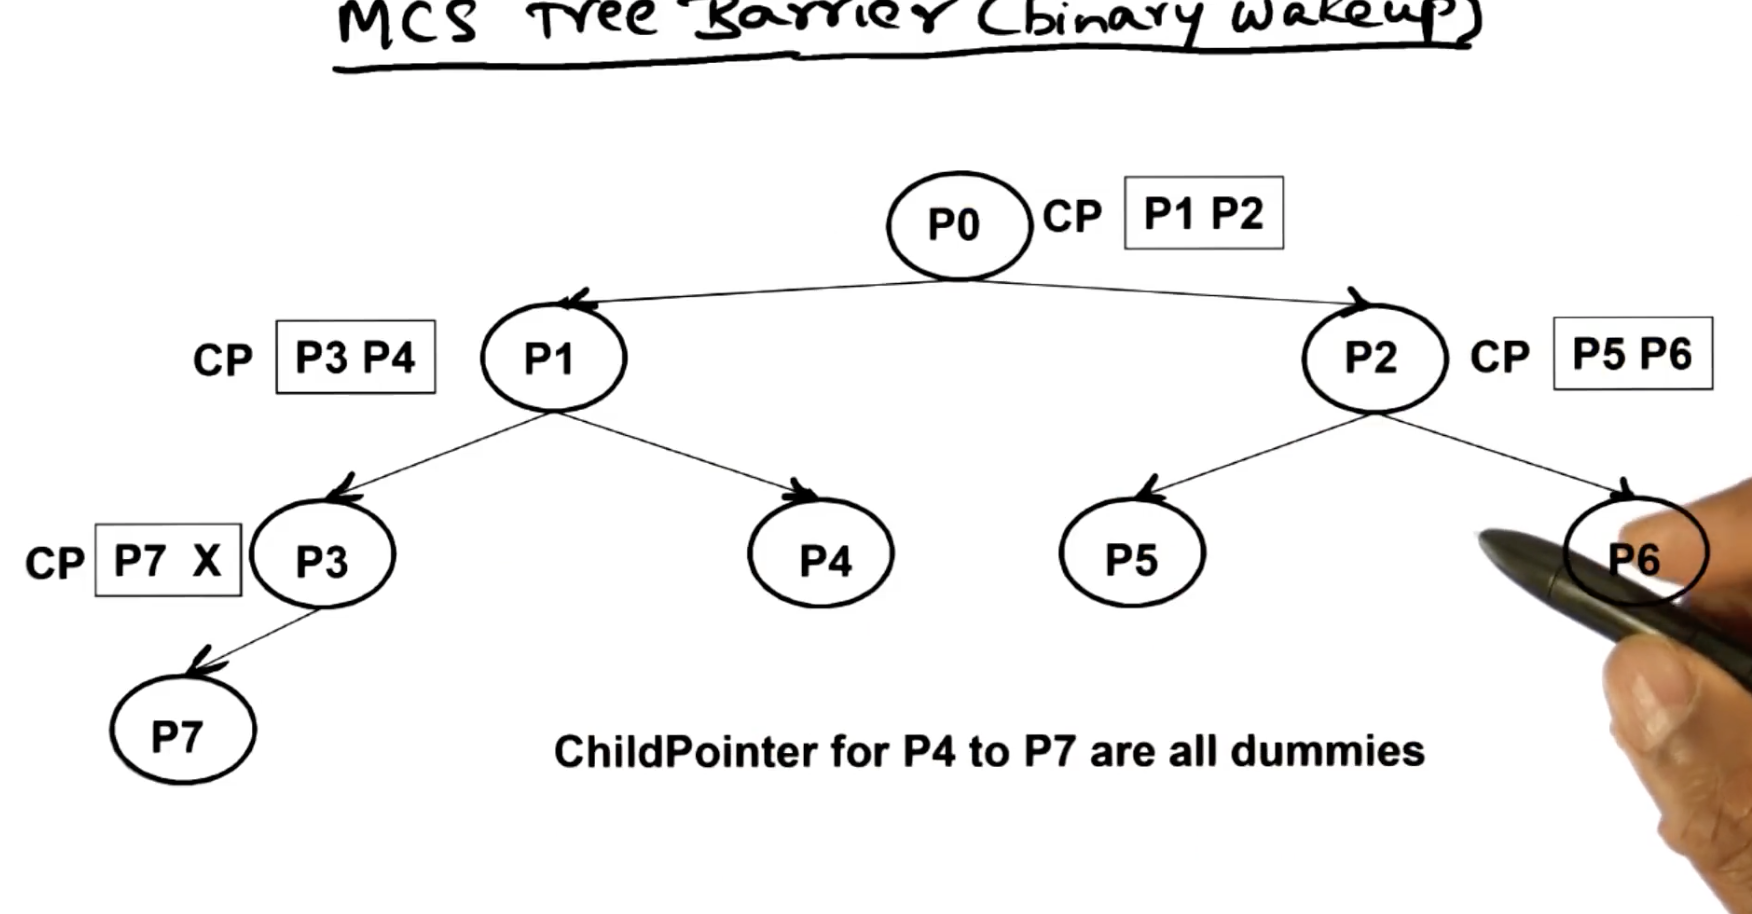 MCS Tree Barrier (binary wakeup)
P0 CP P1 P2
CP P3 P4 P1
P2 CP P5 P6
CP P7 X P3
P4
P5
P6
P7
ChildPointer for P4 to P7 are all dummies